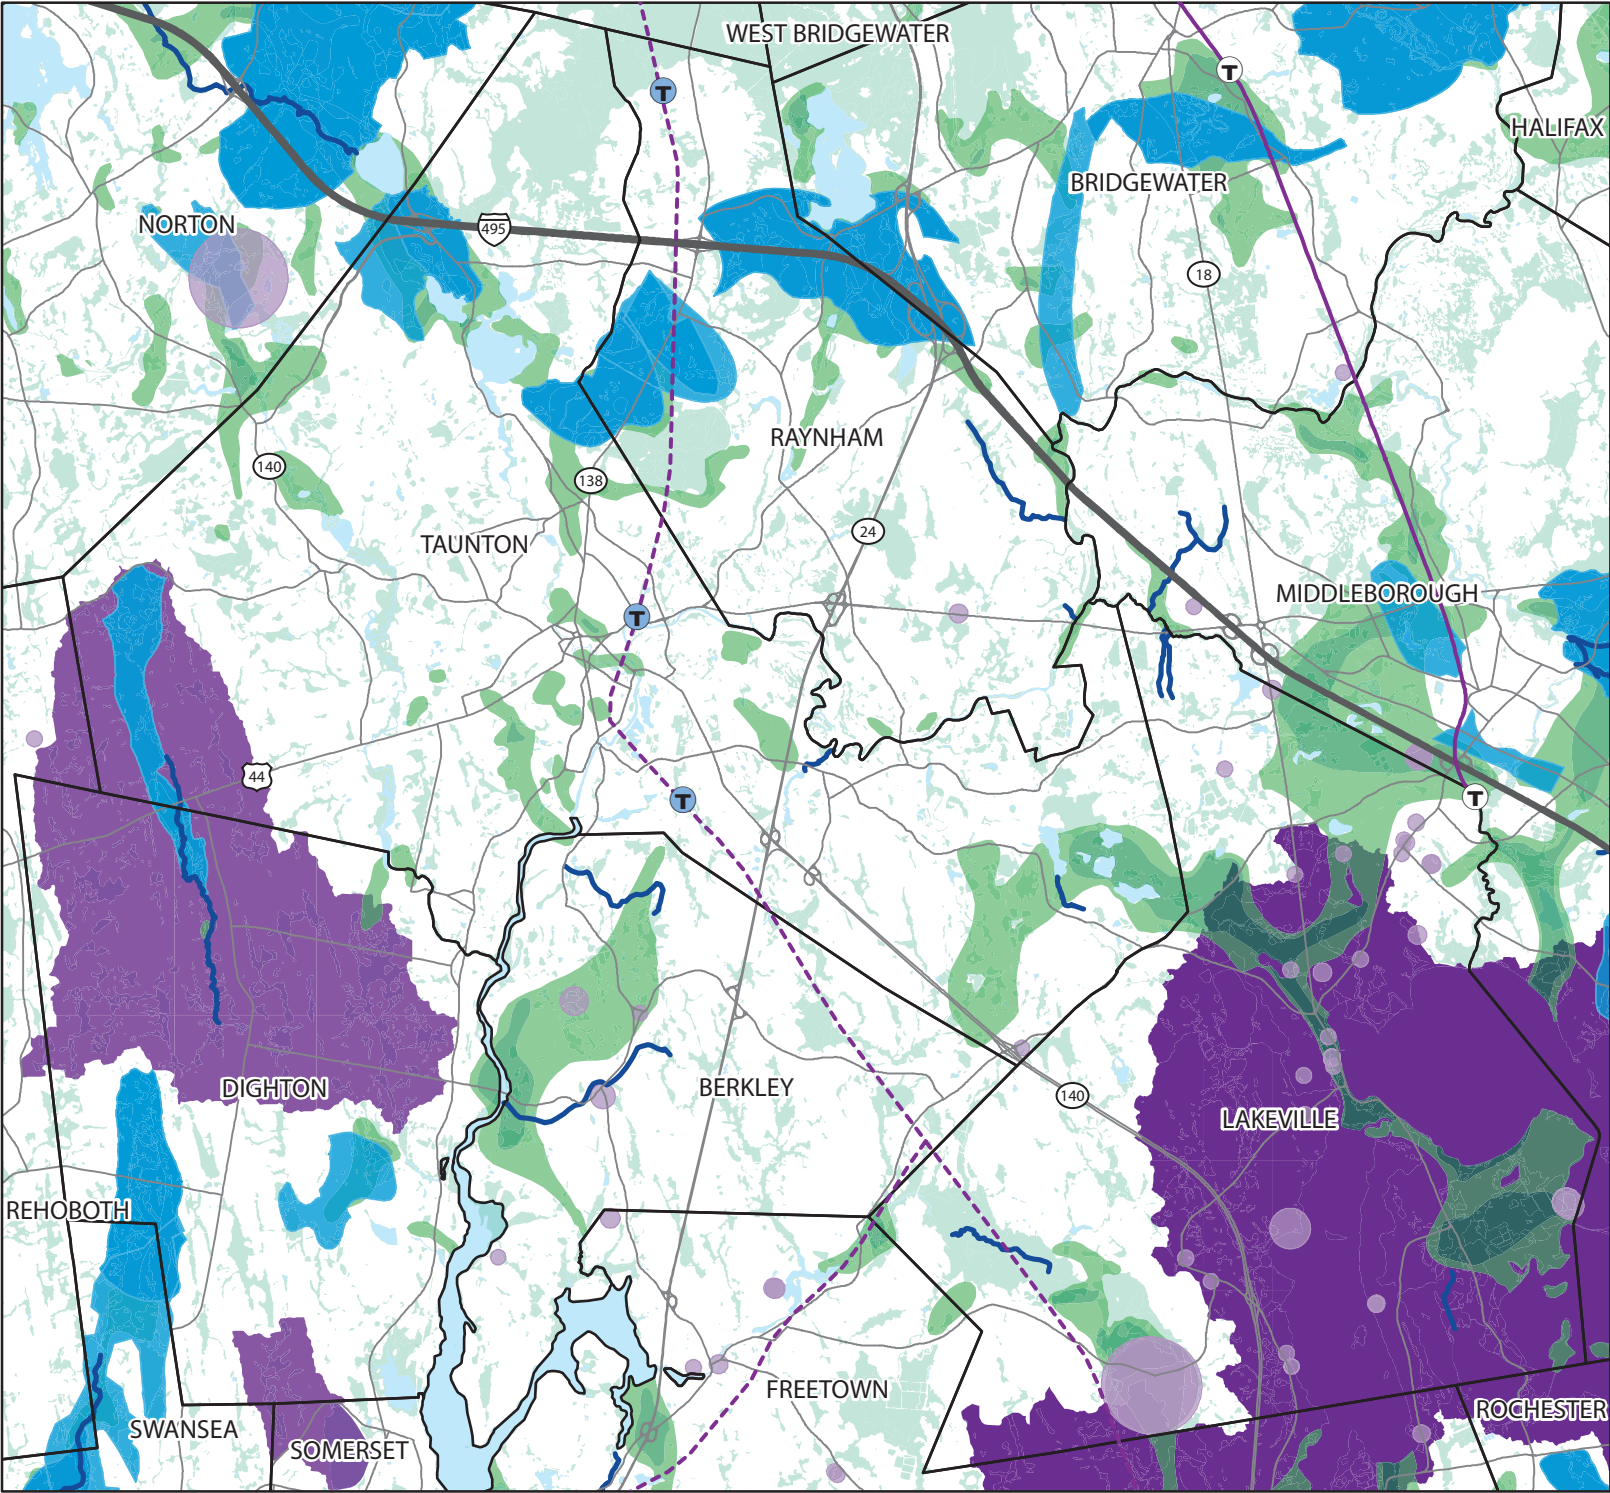 WEST BRIDGEWATER
T
T
HALIFAX
BRIDGEWATER
NORTON
495
18
RAYNHAM
140
138
24
TAUNTON
MIDDLEBOROUGH
T
44
T
T
DIGHTON
BERKLEY
140
LAKEVILLE
REHOBOTH
FREETOWN
ROCHESTER
SWANSEA
SOMERSET